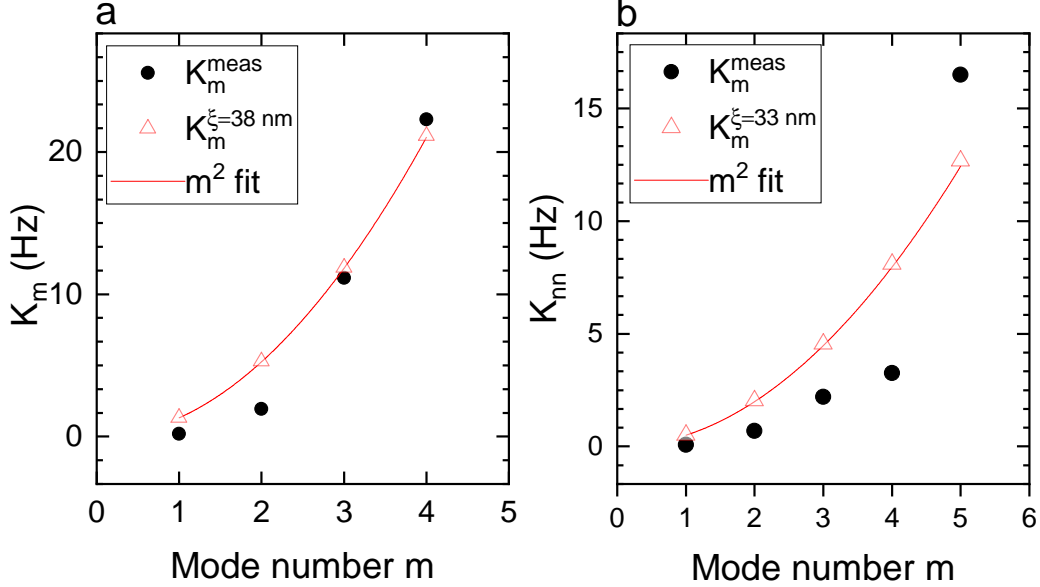 a
K_m^meas
K_m^ξ=38 nm
m² fit
20
10
0
K_m (Hz)
0 1 2 3 4 5
Mode number m
b
K_m^meas
K_m^ξ=33 nm
m² fit
15
10
5
0
K_nn (Hz)
0 1 2 3 4 5 6
Mode number m